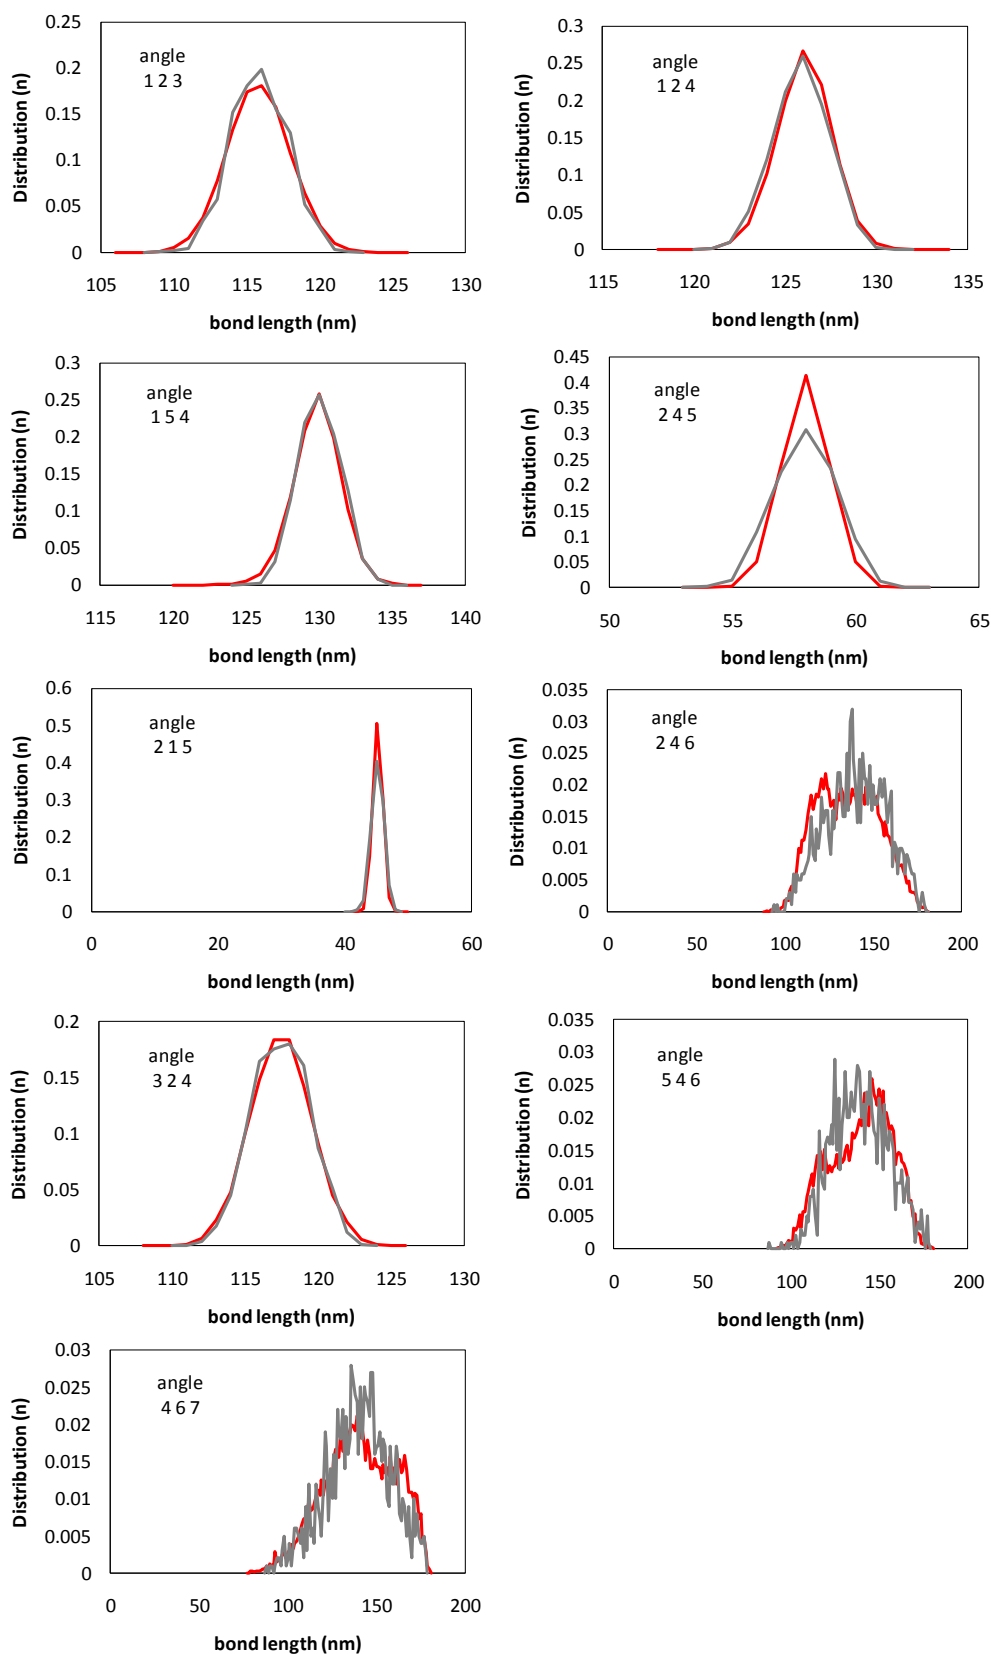 0.25
0.2
0.15
0.1
0.05
0
Distribution (n)
angle
1 2 3
105 110 115 120 125 130
bond length (nm)
0.3
0.25
0.2
0.15
0.1
0.05
0
Distribution (n)
angle
1 2 4
115 120 125 130 135
bond length (nm)
0.3
0.25
0.2
0.15
0.1
0.05
0
Distribution (n)
angle
1 5 4
115 120 125 130 135 140
bond length (nm)
0.45
0.4
0.35
0.3
0.25
0.2
0.15
0.1
0.05
0
Distribution (n)
angle
2 4 5
50 55 60 65
bond length (nm)
0.6
0.5
0.4
0.3
0.2
0.1
0
Distribution (n)
angle
2 1 5
0 20 40 60
bond length (nm)
0.035
0.03
0.025
0.02
0.015
0.01
0.005
0
Distribution (n)
angle
2 4 6
0 50 100 150 200
bond length (nm)
0.2
0.15
0.1
0.05
0
Distribution (n)
angle
3 2 4
105 110 115 120 125 130
bond length (nm)
0.035
0.03
0.025
0.02
0.015
0.01
0.005
0
Distribution (n)
angle
5 4 6
0 50 100 150 200
bond length (nm)
0.03
0.025
0.02
0.015
0.01
0.005
0
Distribution (n)
angle
4 6 7
0 50 100 150 200
bond length (nm)